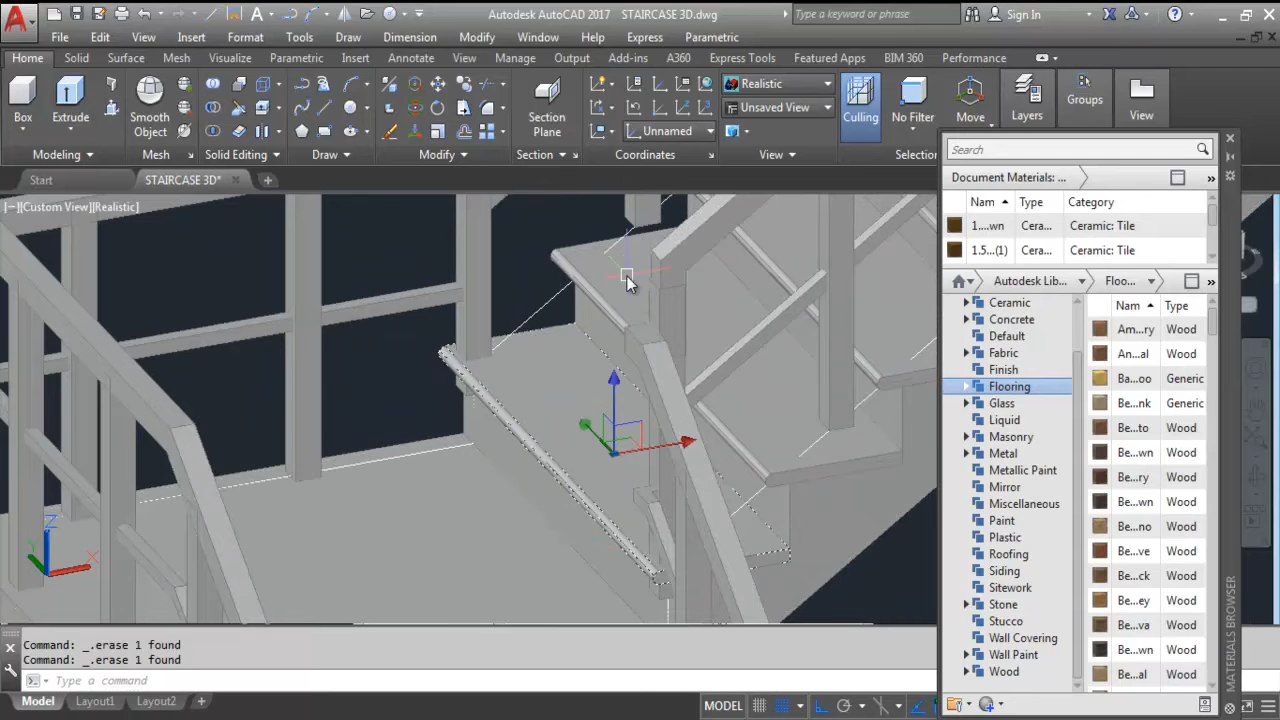 Autodesk AutoCAD 2017 STAIRCASE 3D.dwg Type a keyword or phrase Sign In
File Edit View Insert Format Tools Draw Dimension Modify Window Help Express Parametric
Home Solid Surface Mesh Visualize Parametric Insert Annotate View Manage Output Add-ins A360 Express Tools Featured Apps BIM 360 Performance
Realistic
Unsaved View
Box Extrude Smooth Object Section Plane Unnamed Culling No Filter Move Layers Groups View
Modeling Mesh Solid Editing Draw Modify Section Coordinates View Selection
Start STAIRCASE 3D* 
[−][Custom View][Realistic]
Search
Document Materials: ...
Nam Type Category
1....wn Cera... Ceramic: Tile
1.5...(1) Cera... Ceramic: Tile
Autodesk Lib... Floo...
Nam Type
Ceramic
Concrete
Default
Fabric
Finish
Flooring
Glass
Liquid
Masonry
Metal
Metallic Paint
Mirror
Miscellaneous
Paint
Plastic
Roofing
Siding
Sitework
Stone
Stucco
Wall Covering
Wall Paint
Wood
Am...ry Wood
An...al Wood
Ba...oo Generic
Be...nk Generic
Be...to Wood
Be...wn Wood
Be...ry Wood
Be...wn Wood
Be...no Wood
Be...ve Wood
Be...ck Wood
Be...ey Wood
Be...va Wood
Be...wn Wood
Be...al Wood
MATERIALS BROWSER
Z
Y
X
Command: _.erase 1 found
Command: _.erase 1 found
Type a command
Model Layout1 Layout2 MODEL